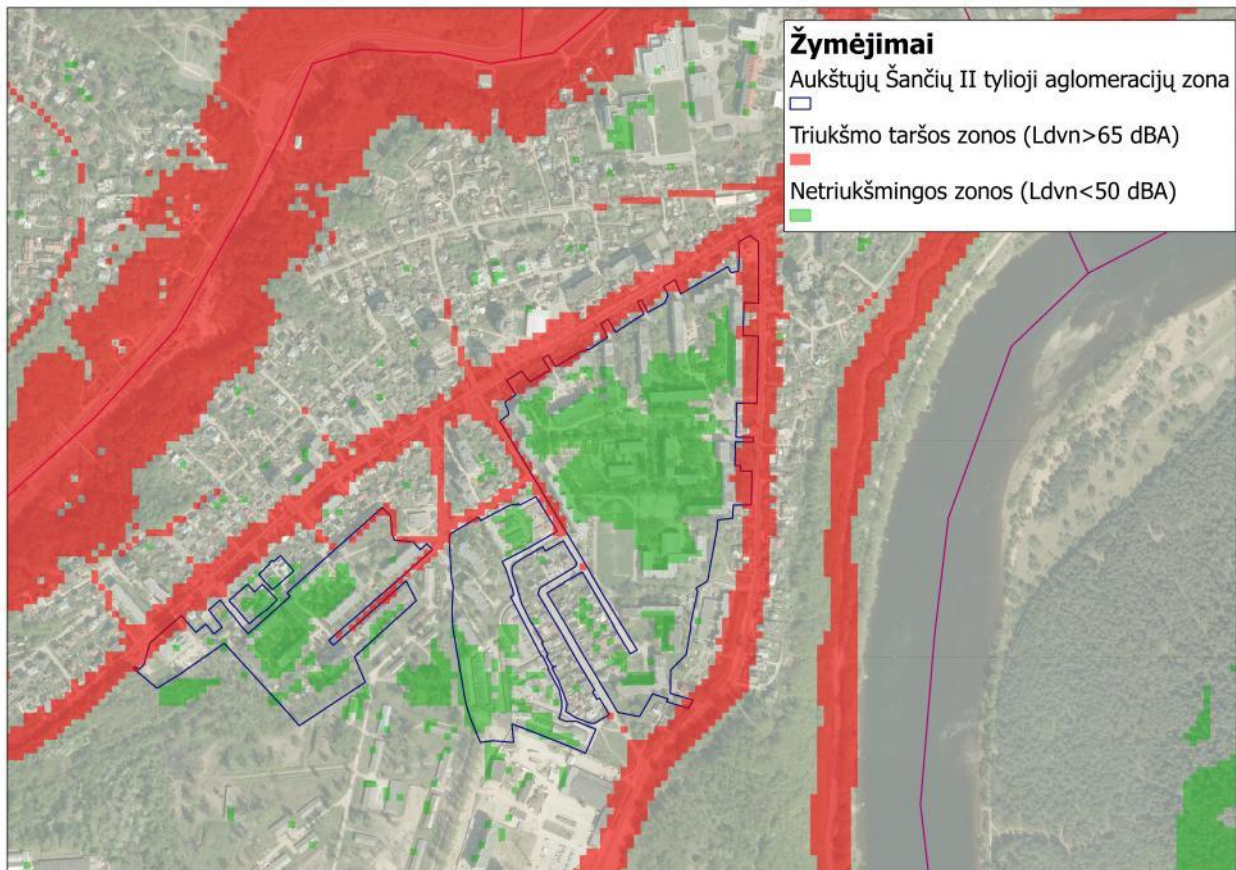 Žymėjimai
Aukštųjų Šančių II tylioji aglomeracijų zona
Triukšmo taršos zonos (Ldvn>65 dBA)
Netriukšmingos zonos (Ldvn<50 dBA)